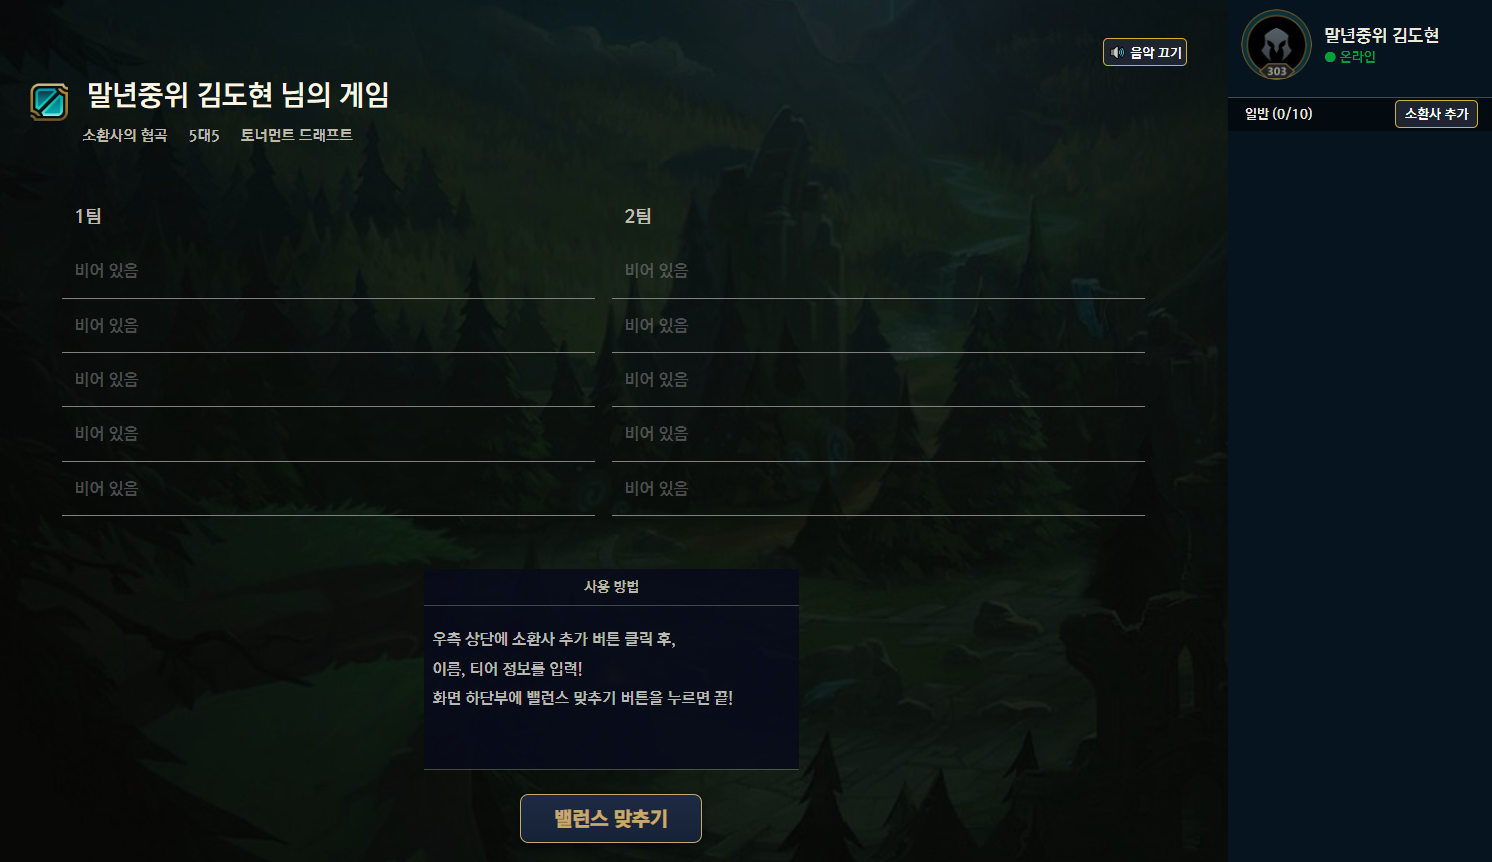 음악 끄기
말년중위 김도현
온라인
303
일반 (0/10)
소환사 추가
말년중위 김도현 님의 게임
소환사의 협곡 5대5 토너먼트 드래프트
1팀
비어 있음
비어 있음
비어 있음
비어 있음
비어 있음
2팀
비어 있음
비어 있음
비어 있음
비어 있음
비어 있음
사용 방법
우측 상단에 소환사 추가 버튼 클릭 후,
이름, 티어 정보를 입력!
화면 하단부에 밸런스 맞추기 버튼을 누르면 끝!
밸런스 맞추기